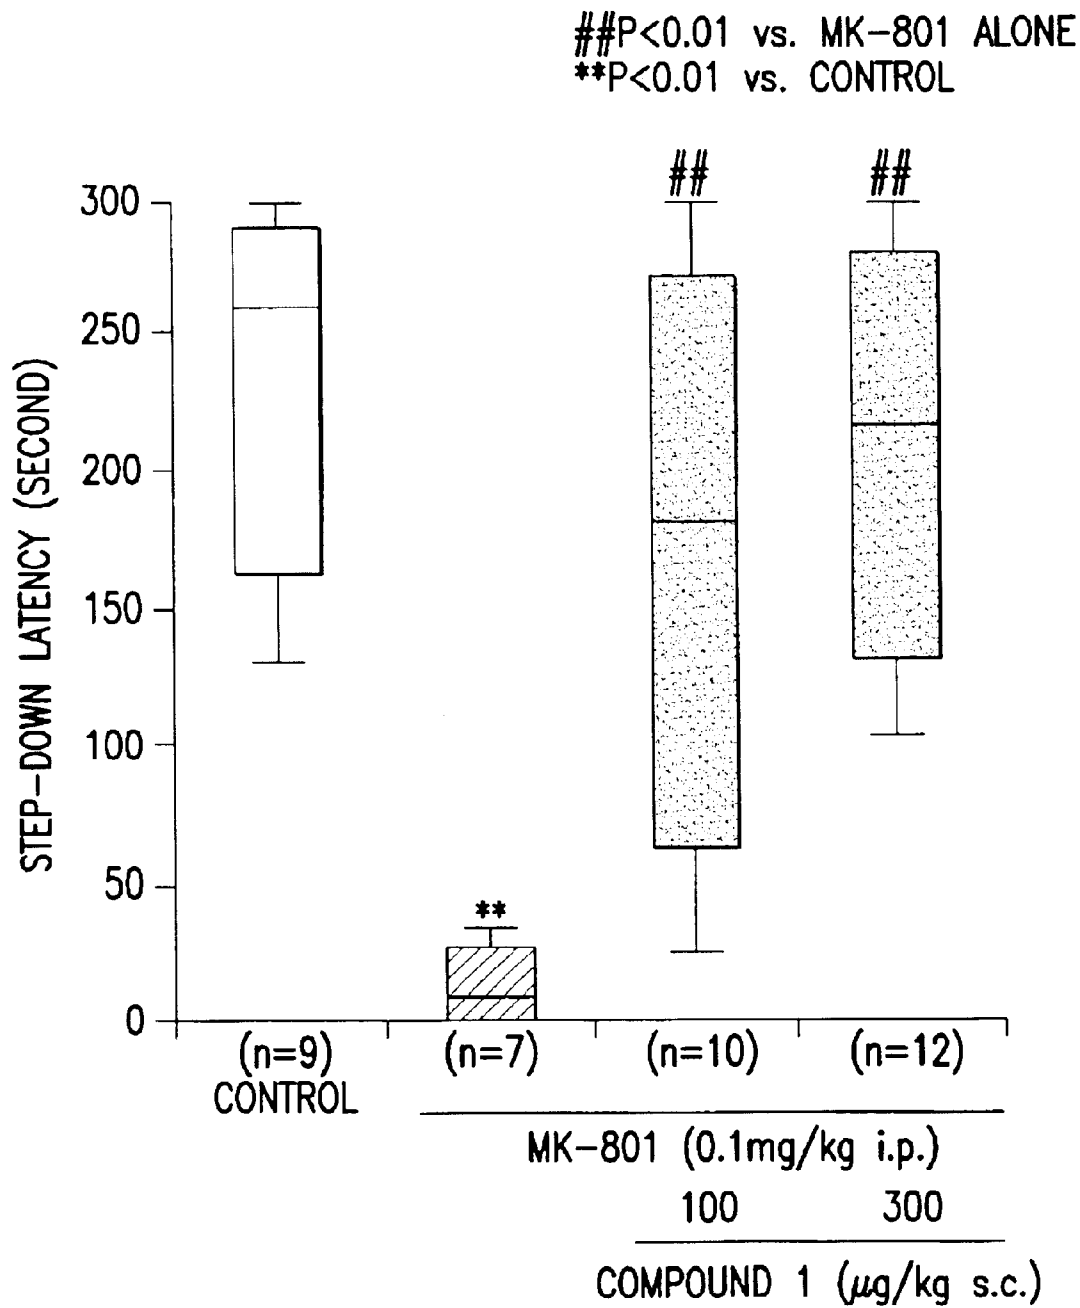 ##P<0.01 vs. MK-801 ALONE
**P<0.01 vs. CONTROL
## ##
300
250
200
150
100
50
0
STEP-DOWN LATENCY (SECOND)
**
(n=9) (n=7) (n=10) (n=12)
CONTROL
MK-801 (0.1mg/kg i.p.)
100 300
COMPOUND 1 (μg/kg s.c.)